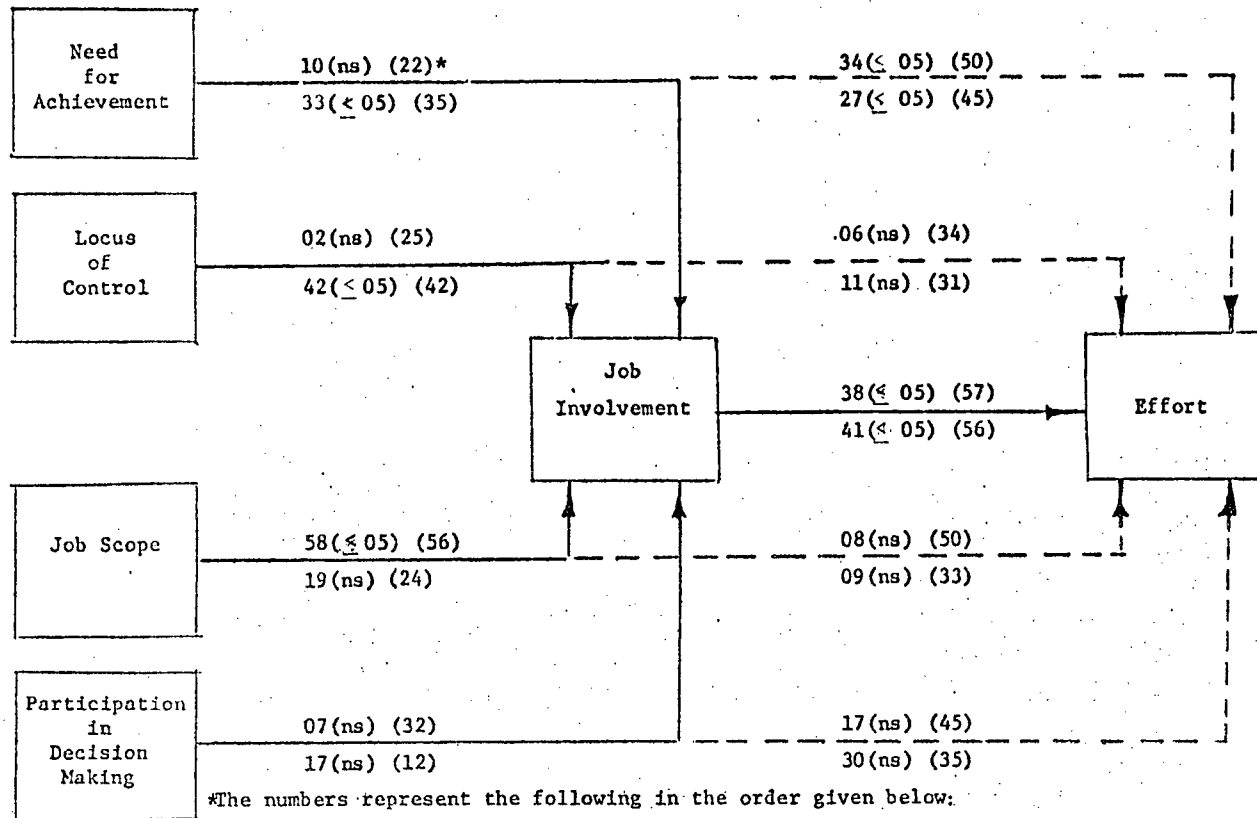 Need
for
Achievement
10(ns) (22)*
33(≤ 05) (35)
34(≤ 05) (50)
27(≤ 05) (45)
Locus
of
Control
02(ns) (25)
42(≤ 05) (42)
.06(ns) (34)
11(ns) (31)
Job
Involvement
38(≤ 05) (57)
41(≤ 05) (56)
Effort
Job Scope
58(≤ 05) (56)
19(ns) (24)
08(ns) (50)
09(ns) (33)
Participation
in
Decision
Making
07(ns) (32)
17(ns) (12)
17(ns) (45)
30(ns) (35)
*The numbers represent the following in the order given below: